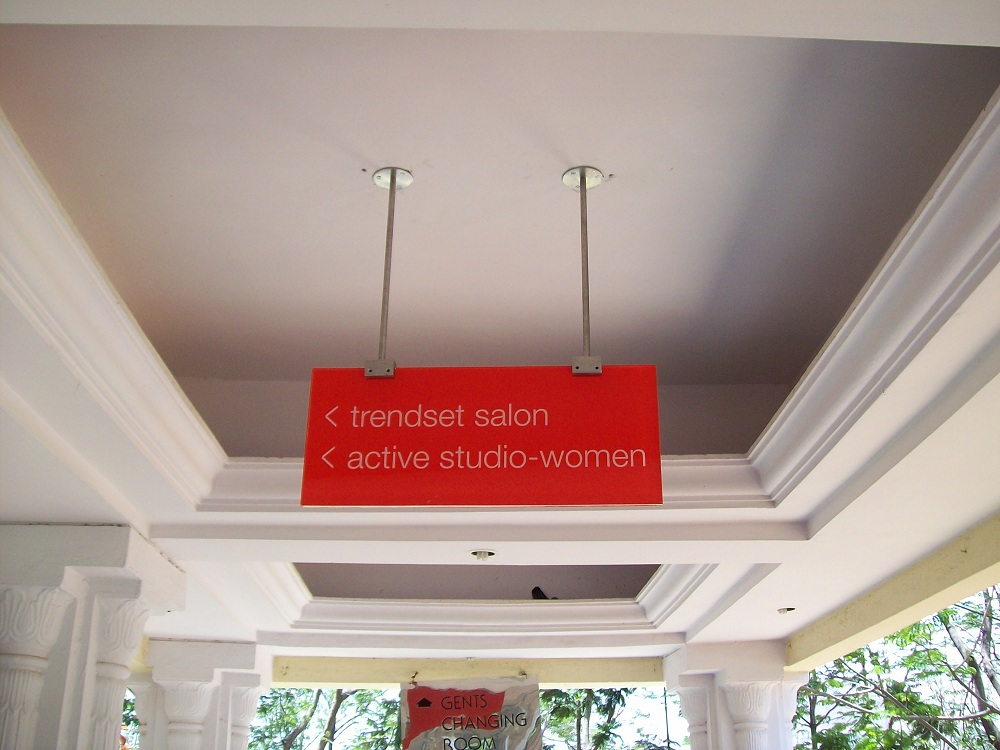 < trendset salon
< active studio-women
GENTS
CHANGING
ROOM